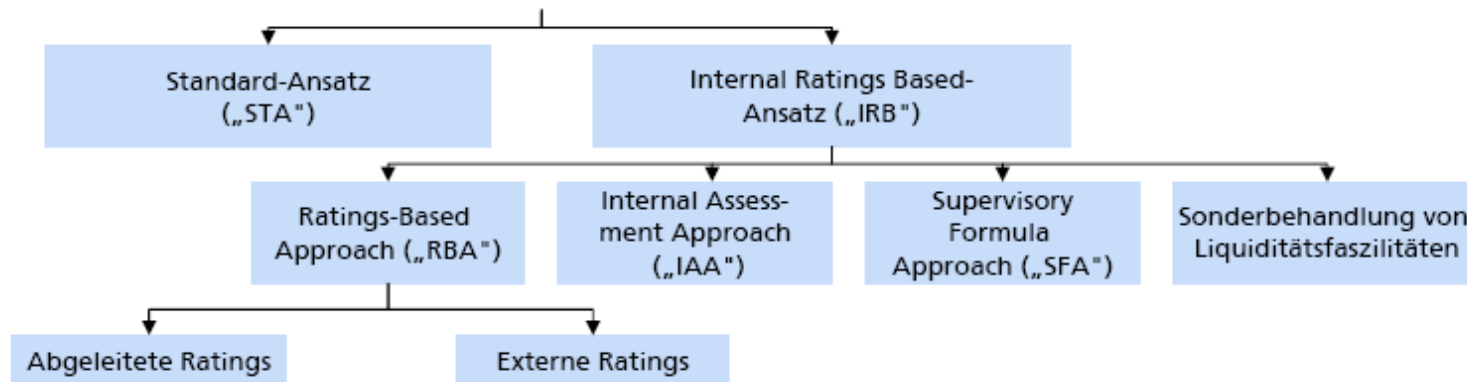 Standard-Ansatz
(„STA")
Internal Ratings Based-
Ansatz („IRB")
Ratings-Based
Approach („RBA")
Internal Assess-
ment Approach
(„IAA")
Supervisory
Formula
Approach („SFA")
Sonderbehandlung von
Liquiditätsfaszilitäten
Abgeleitete Ratings
Externe Ratings